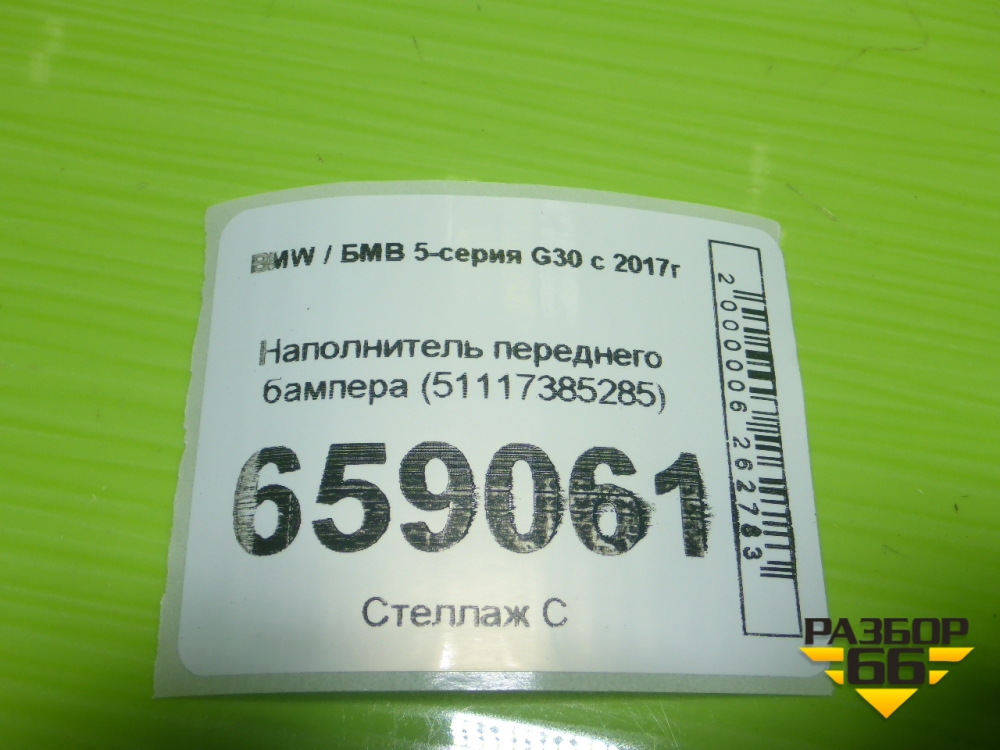 BMW / БМВ 5-серия G30 с 2017г
Наполнитель переднего
бампера (51117385285)
659061
Стеллаж С
2000006262783
РАЗБОР
66